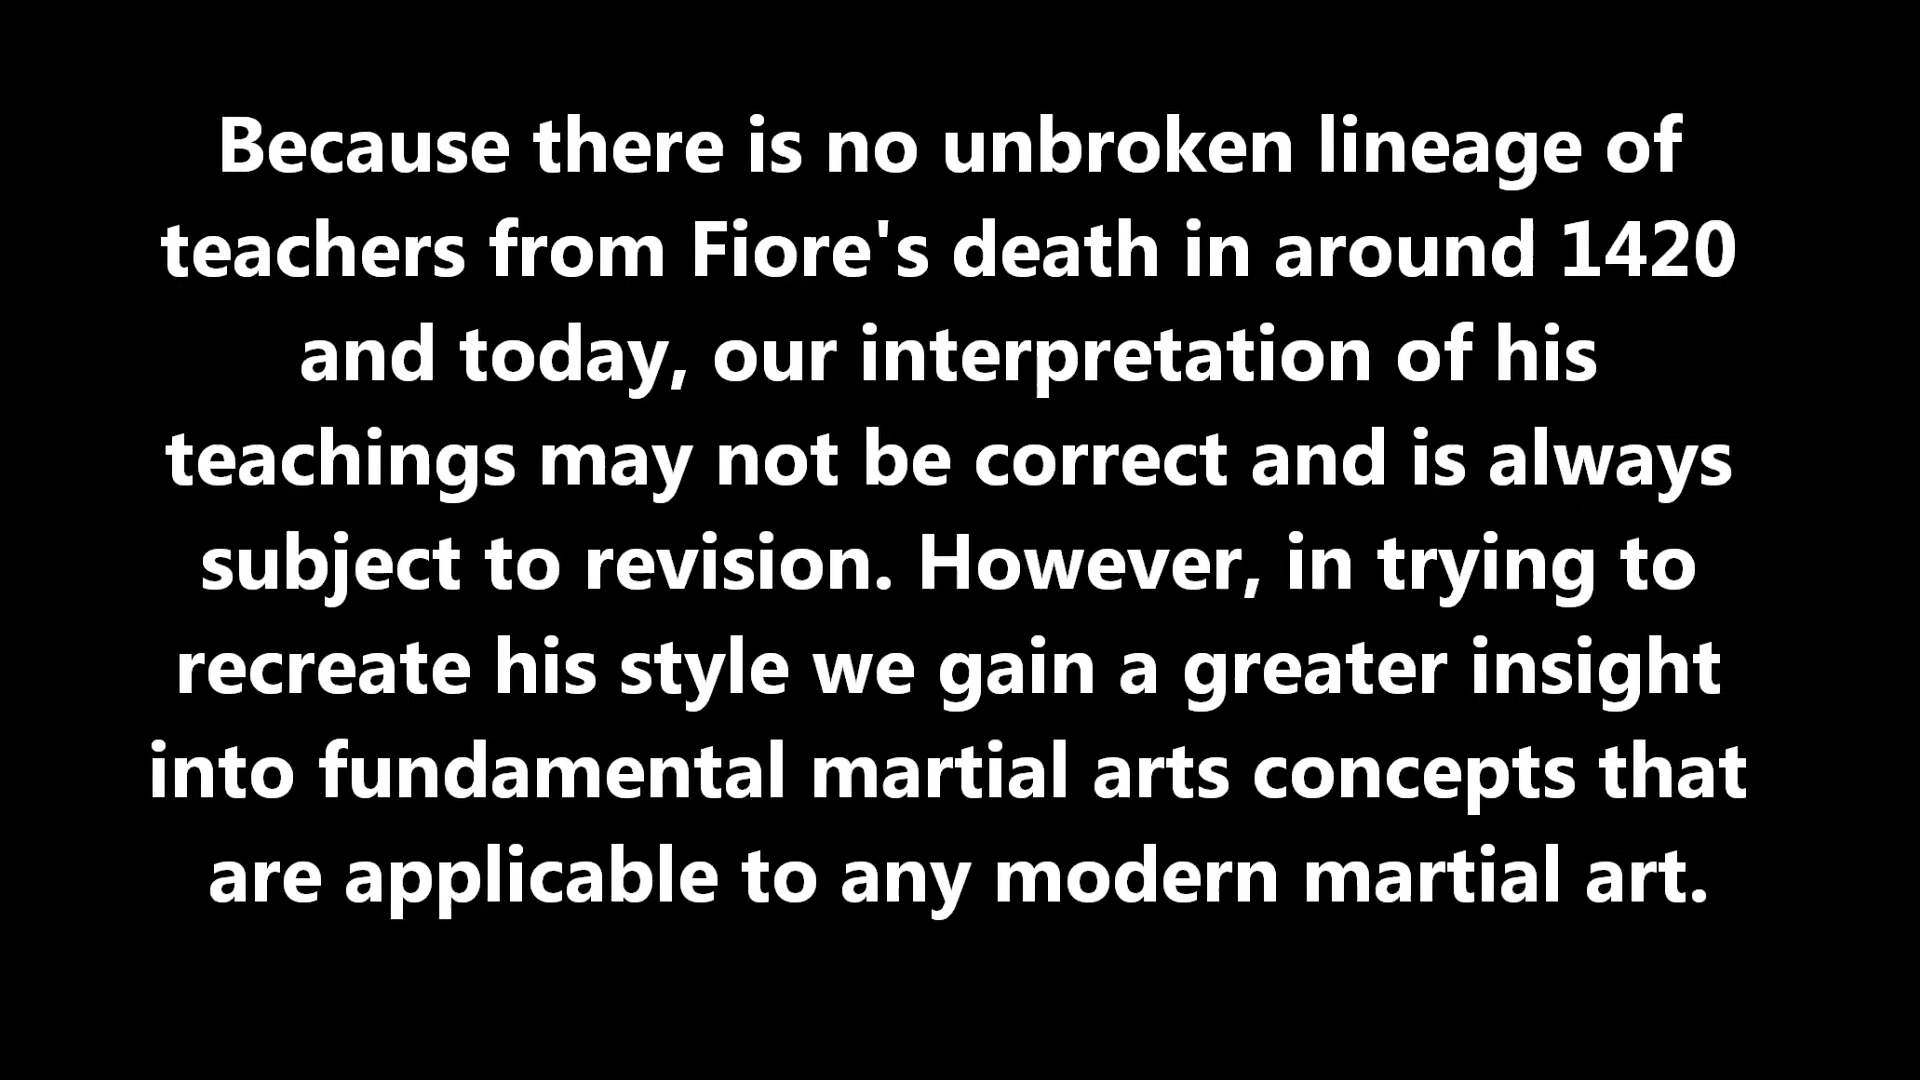 Because there is no unbroken lineage of
teachers from Fiore's death in around 1420
and today, our interpretation of his
teachings may not be correct and is always
subject to revision. However, in trying to
recreate his style we gain a greater insight
into fundamental martial arts concepts that
are applicable to any modern martial art.